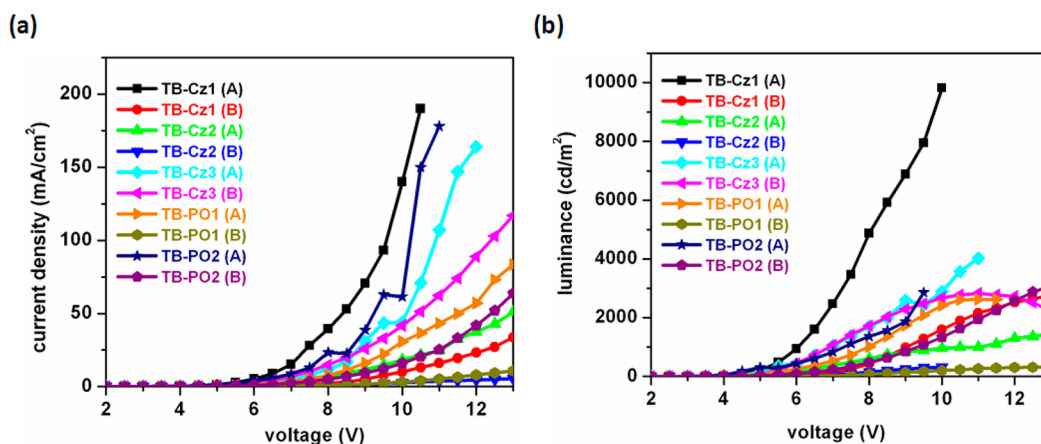 (a)
current density (mA/cm²)
200
150
100
50
0
TB-Cz1 (A)
TB-Cz1 (B)
TB-Cz2 (A)
TB-Cz2 (B)
TB-Cz3 (A)
TB-Cz3 (B)
TB-PO1 (A)
TB-PO1 (B)
TB-PO2 (A)
TB-PO2 (B)
2 4 6 8 10 12
voltage (V)
(b)
luminance (cd/m²)
10000
8000
6000
4000
2000
0
TB-Cz1 (A)
TB-Cz1 (B)
TB-Cz2 (A)
TB-Cz2 (B)
TB-Cz3 (A)
TB-Cz3 (B)
TB-PO1 (A)
TB-PO1 (B)
TB-PO2 (A)
TB-PO2 (B)
2 4 6 8 10 12
voltage (V)